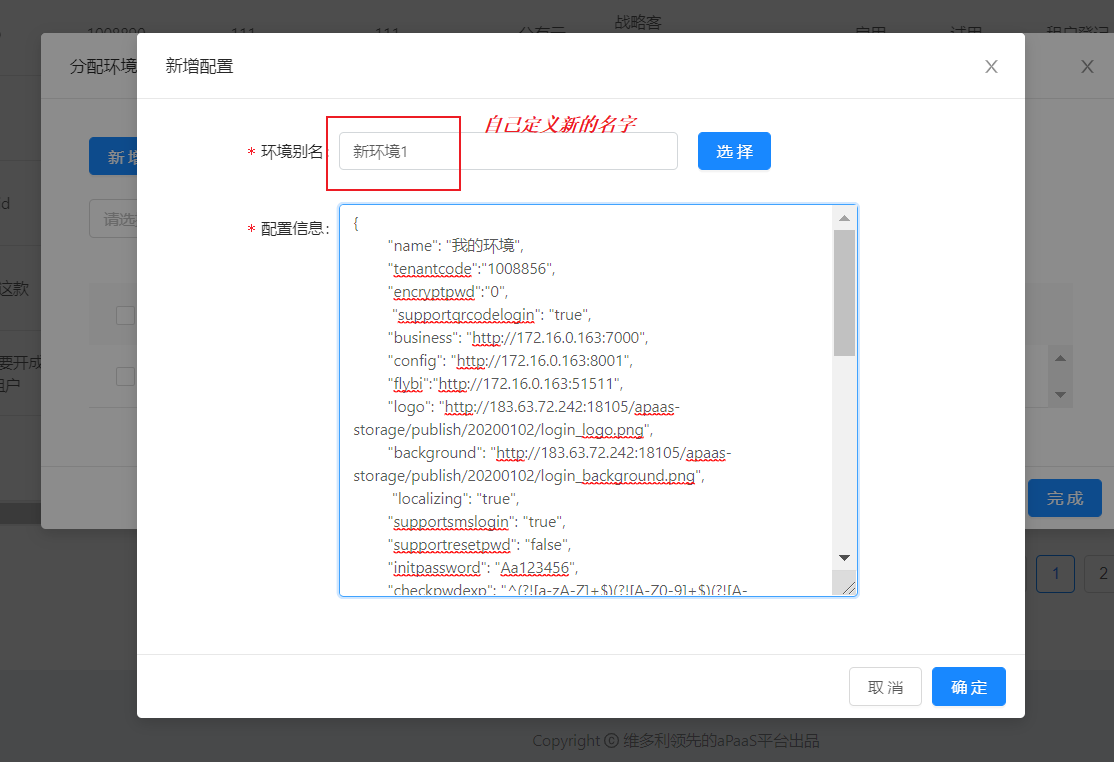 战略客
1008800 111 111 公有云 启用 试用 租户登记
分配环境
新增配置
自己定义新的名字
* 环境别名:
新环境1
选择
新增
d
请选
* 配置信息:
{
"name": "我的环境",
"tenantcode":"1008856",
"encryptpwd":"0",
"supportqrcodelogin": "true",
"business": "http://172.16.0.163:7000",
"config": "http://172.16.0.163:8001",
"flybi":"http://172.16.0.163:51511",
"logo": "http://183.63.72.242:18105/apaas-
storage/publish/20200102/login_logo.png",
"background": "http://183.63.72.242:18105/apaas-
storage/publish/20200102/login_background.png",
"localizing": "true",
"supportsmslogin": "true",
"supportresetpwd": "false",
"initpassword": "Aa123456",
"checkpwdexp": "^(?![a-zA-Z]+$)(?![A-Z0-9]+$)(?![A-
这款
要开成
租户
完成
1 2
取消 确定
Copyright © 维多利领先的aPaaS平台出品